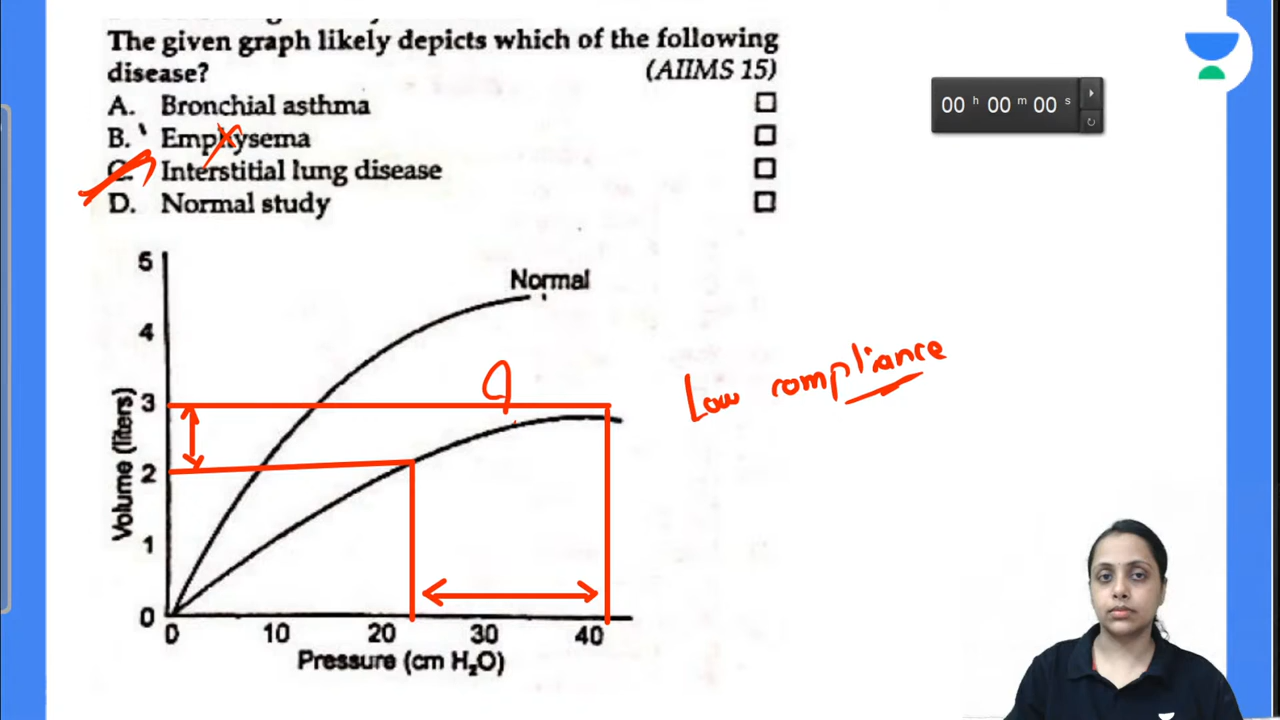 The given graph likely depicts which of the following
disease? (AIIMS 15)
A. Bronchial asthma
B. Emphysema
C. Interstitial lung disease
D. Normal study
00 h 00 m 00 s
5
Normal
4
Low compliance
3
2
1
0
Volume (liters)
0 10 20 30 40
Pressure (cm H₂O)